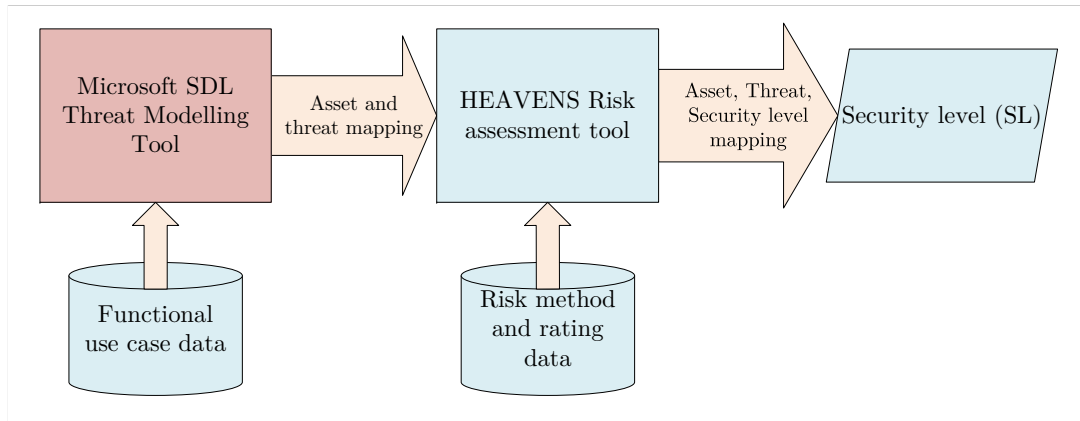 Microsoft SDL
Threat Modelling
Tool
Asset and
threat mapping
HEAVENS Risk
assessment tool
Asset, Threat,
Security level
mapping
Security level (SL)
Functional
use case data
Risk method
and rating
data